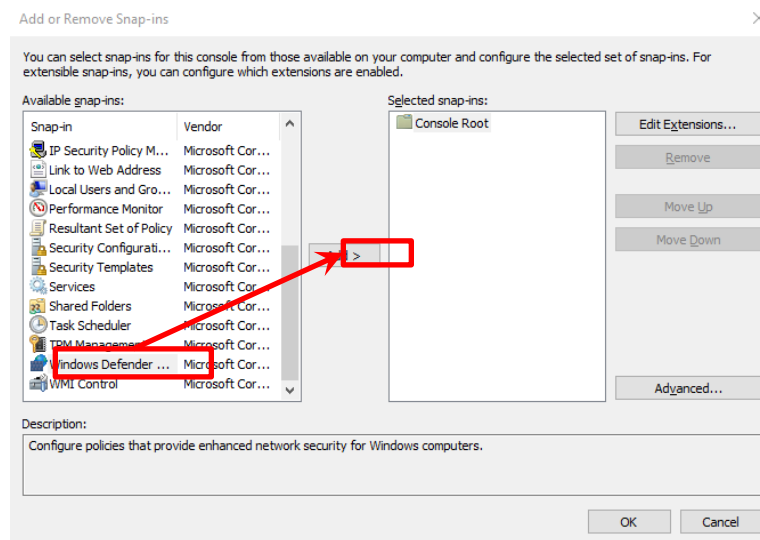 Add or Remove Snap-ins
You can select snap-ins for this console from those available on your computer and configure the selected set of snap-ins. For
extensible snap-ins, you can configure which extensions are enabled.
Available snap-ins:
Selected snap-ins:
Snap-in Vendor
Console Root
Edit Extensions...
IP Security Policy M... Microsoft Cor...
Remove
Link to Web Address Microsoft Cor...
Local Users and Gro... Microsoft Cor...
Move Up
Performance Monitor Microsoft Cor...
Resultant Set of Policy Microsoft Cor...
Move Down
Security Configurati... Microsoft Cor...
>
Security Templates Microsoft Cor...
Services Microsoft Cor...
Shared Folders Microsoft Cor...
Task Scheduler Microsoft Cor...
TPM Management Microsoft Cor...
Windows Defender ... Microsoft Cor...
WMI Control Microsoft Cor...
Advanced...
Description:
Configure policies that provide enhanced network security for Windows computers.
OK
Cancel